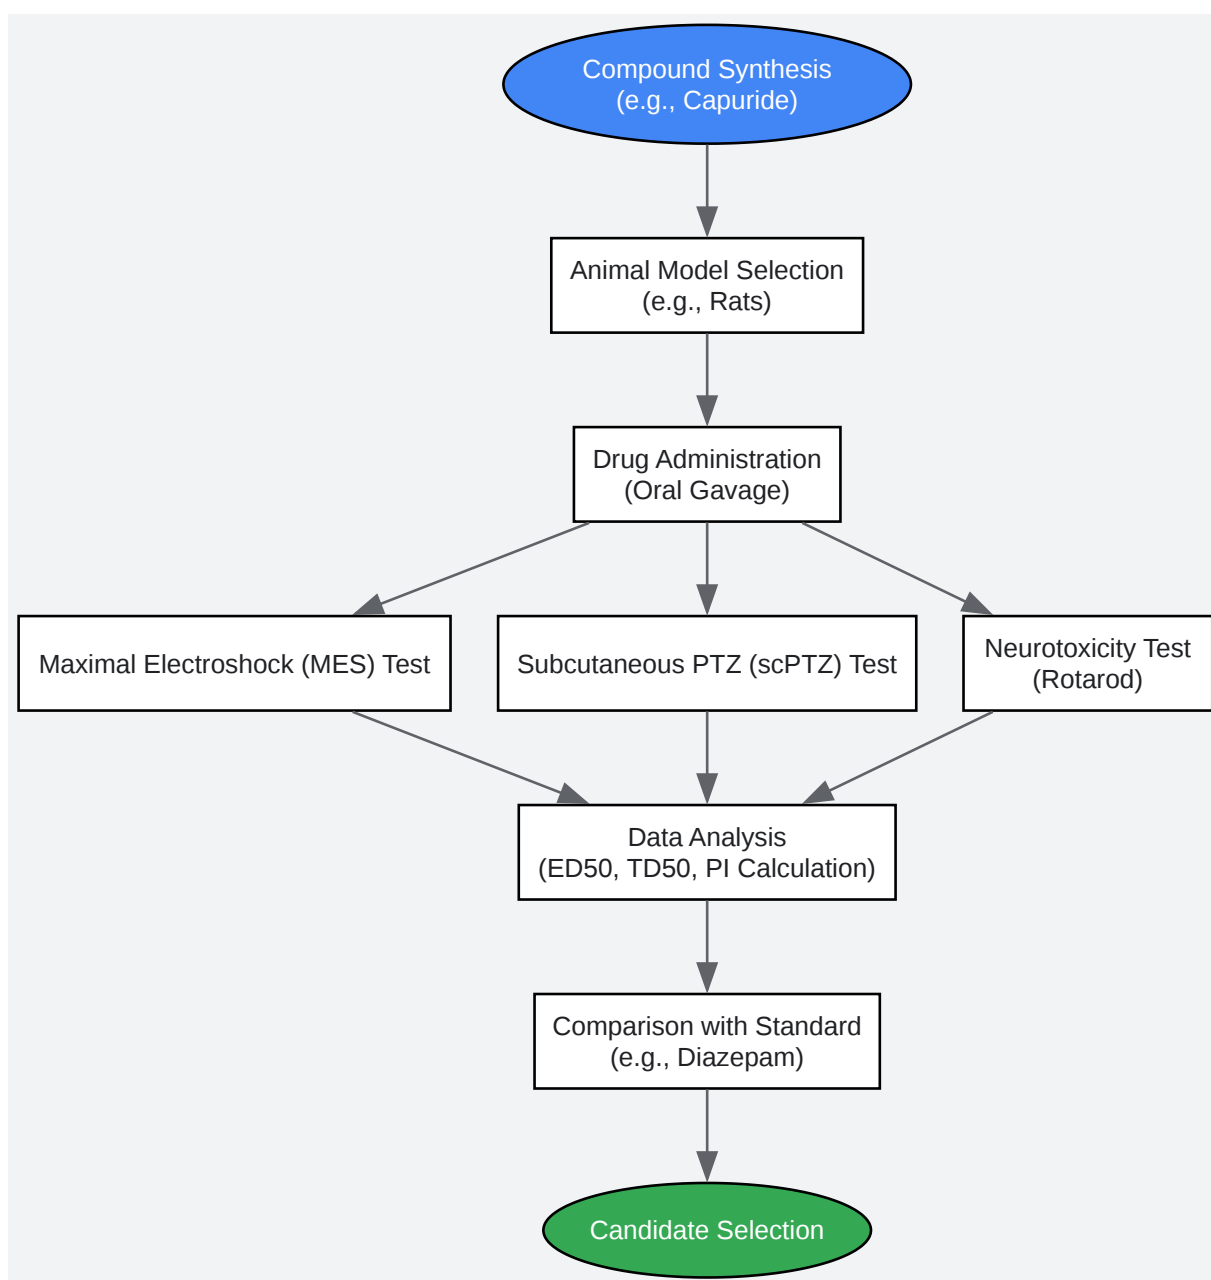 Compound Synthesis
(e.g., Capuride)
Animal Model Selection
(e.g., Rats)
Drug Administration
(Oral Gavage)
Maximal Electroshock (MES) Test
Subcutaneous PTZ (scPTZ) Test
Neurotoxicity Test
(Rotarod)
Data Analysis
(ED50, TD50, PI Calculation)
Comparison with Standard
(e.g., Diazepam)
Candidate Selection